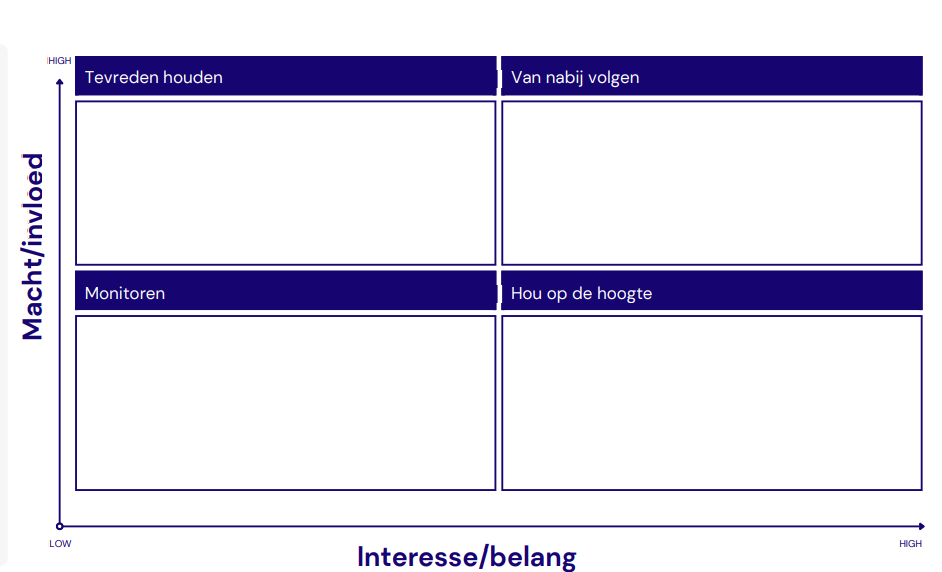 HIGH
Tevreden houden
Van nabij volgen
Macht/invloed
Monitoren
Hou op de hoogte
LOW
HIGH
Interesse/belang